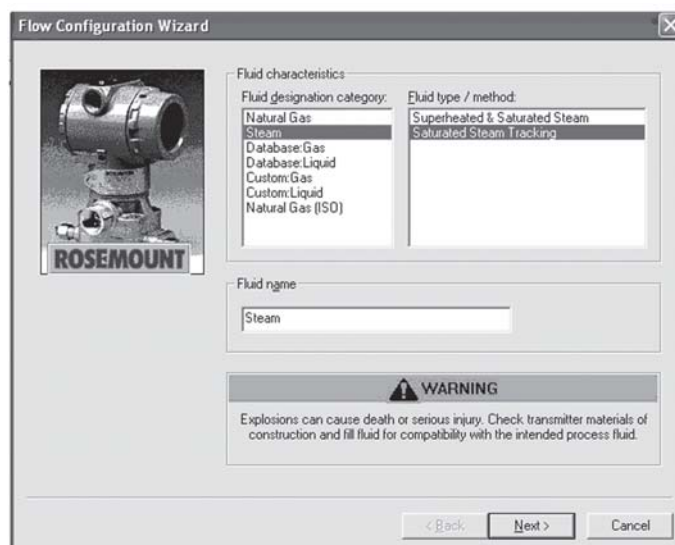 Flow Configuration Wizard
Fluid characteristics
Fluid designation category:
Natural Gas
Steam
Database:Gas
Database:Liquid
Custom:Gas
Custom:Liquid
Natural Gas (ISO)
Fluid type / method:
Superheated & Saturated Steam
Saturated Steam Tracking
ROSEMOUNT
Fluid name
Steam
WARNING
Explosions can cause death or serious injury. Check transmitter materials of
construction and fill fluid for compatibility with the intended process fluid.
< Back
Next >
Cancel